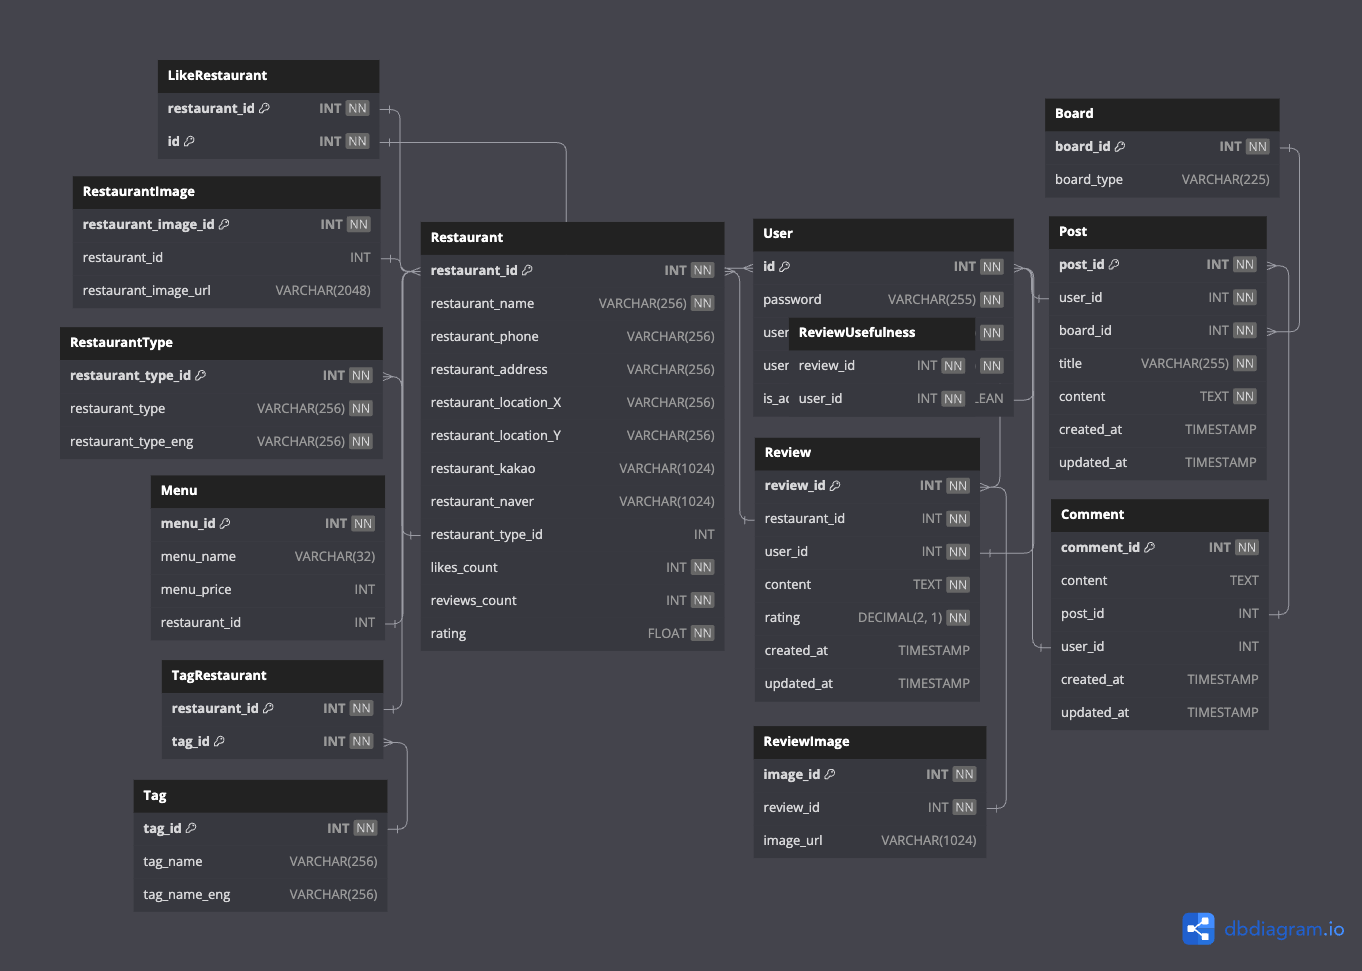 LikeRestaurant
restaurant_id INT NN
id INT NN
RestaurantImage
restaurant_image_id INT NN
restaurant_id INT
restaurant_image_url VARCHAR(2048)
RestaurantType
restaurant_type_id INT NN
restaurant_type VARCHAR(256) NN
restaurant_type_eng VARCHAR(256) NN
Menu
menu_id INT NN
menu_name VARCHAR(32)
menu_price INT
restaurant_id INT
TagRestaurant
restaurant_id INT NN
tag_id INT NN
Tag
tag_id INT NN
tag_name VARCHAR(256)
tag_name_eng VARCHAR(256)
Restaurant
restaurant_id INT NN
restaurant_name VARCHAR(256) NN
restaurant_phone VARCHAR(256)
restaurant_address VARCHAR(256)
restaurant_location_X VARCHAR(256)
restaurant_location_Y VARCHAR(256)
restaurant_kakao VARCHAR(1024)
restaurant_naver VARCHAR(1024)
restaurant_type_id INT
likes_count INT NN
reviews_count INT NN
rating FLOAT NN
User
id INT NN
password VARCHAR(255) NN
user NN
user NN
is_ac LEAN
ReviewUsefulness
review_id INT NN
user_id INT NN
Review
review_id INT NN
restaurant_id INT NN
user_id INT NN
content TEXT NN
rating DECIMAL(2, 1) NN
created_at TIMESTAMP
updated_at TIMESTAMP
ReviewImage
image_id INT NN
review_id INT NN
image_url VARCHAR(1024)
Board
board_id INT NN
board_type VARCHAR(225)
Post
post_id INT NN
user_id INT NN
board_id INT NN
title VARCHAR(255) NN
content TEXT NN
created_at TIMESTAMP
updated_at TIMESTAMP
Comment
comment_id INT NN
content TEXT
post_id INT
user_id INT
created_at TIMESTAMP
updated_at TIMESTAMP
dbdiagram.io